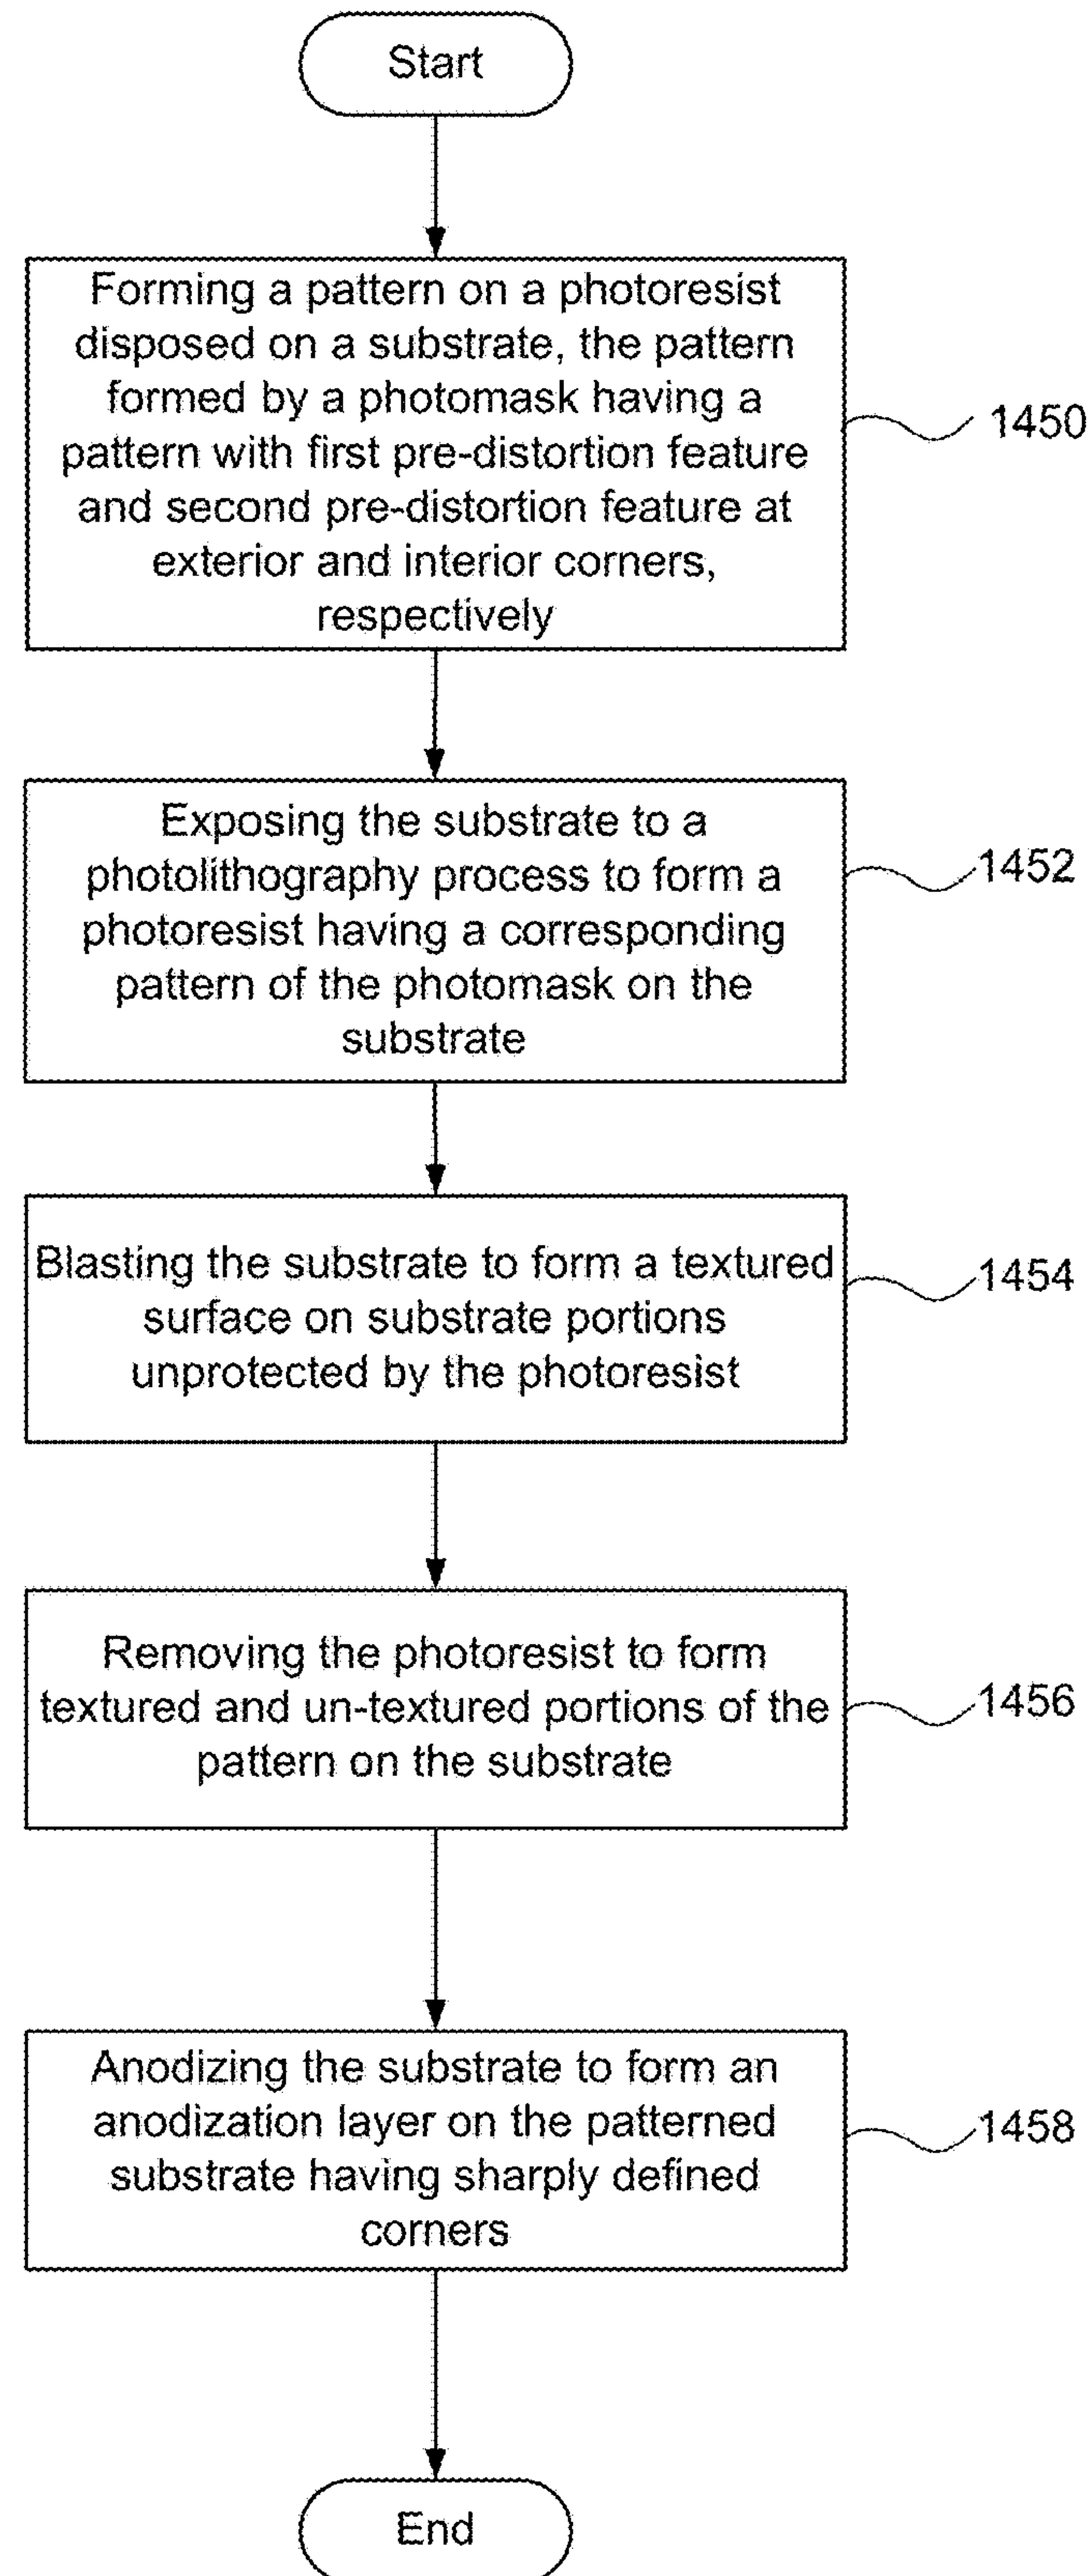 Start
Forming a pattern on a photoresist
disposed on a substrate, the pattern
formed by a photomask having a
pattern with first pre-distortion feature
and second pre-distortion feature at
exterior and interior corners,
respectively
1450
Exposing the substrate to a
photolithography process to form a
photoresist having a corresponding
pattern of the photomask on the
substrate
1452
Blasting the substrate to form a textured
surface on substrate portions
unprotected by the photoresist
1454
Removing the photoresist to form
textured and un-textured portions of the
pattern on the substrate
1456
Anodizing the substrate to form an
anodization layer on the patterned
substrate having sharply defined
corners
1458
End